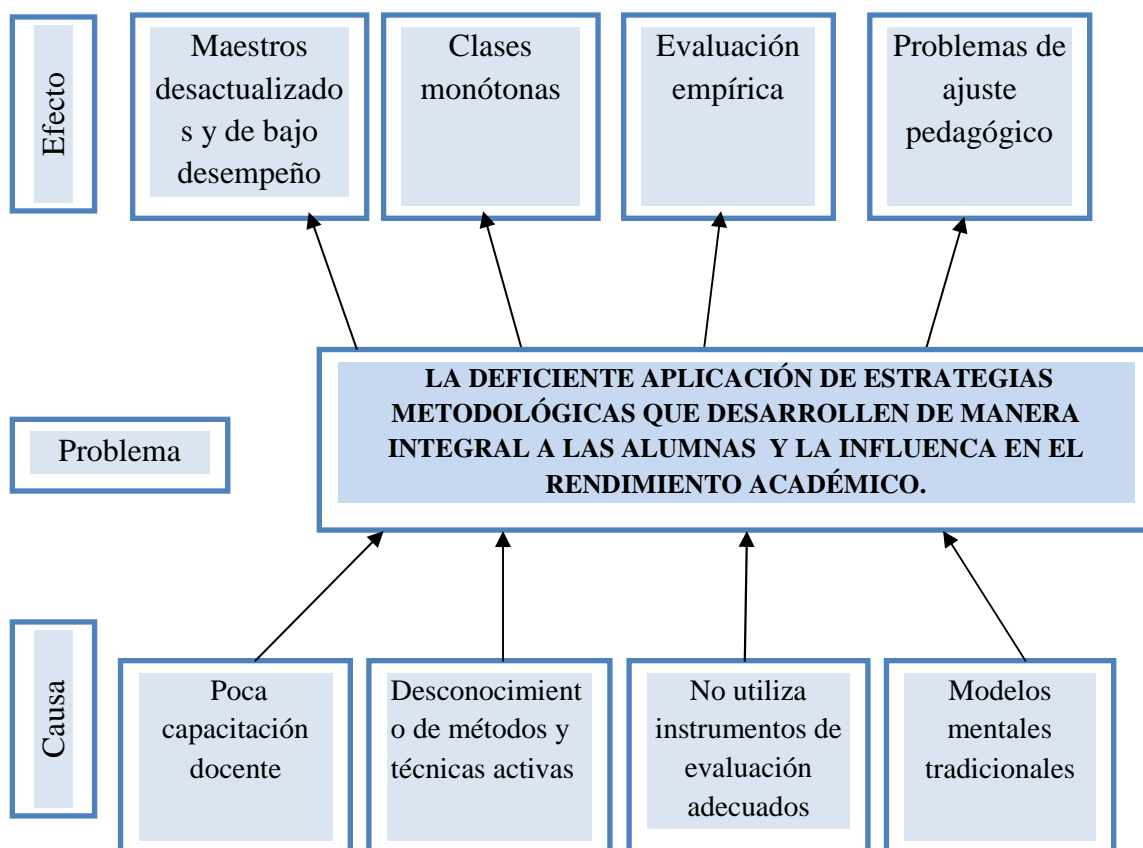 Efecto
Maestros
desactualizado
s y de bajo
desempeño
Clases
monótonas
Evaluación
empírica
Problemas de
ajuste
pedagógico
Problema
LA DEFICIENTE APLICACIÓN DE ESTRATEGIAS
METODOLÓGICAS QUE DESARROLLEN DE MANERA
INTEGRAL A LAS ALUMNAS Y LA INFLUENCA EN EL
RENDIMIENTO ACADÉMICO.
Causa
Poca
capacitación
docente
Desconocimient
o de métodos y
técnicas activas
No utiliza
instrumentos de
evaluación
adecuados
Modelos
mentales
tradicionales